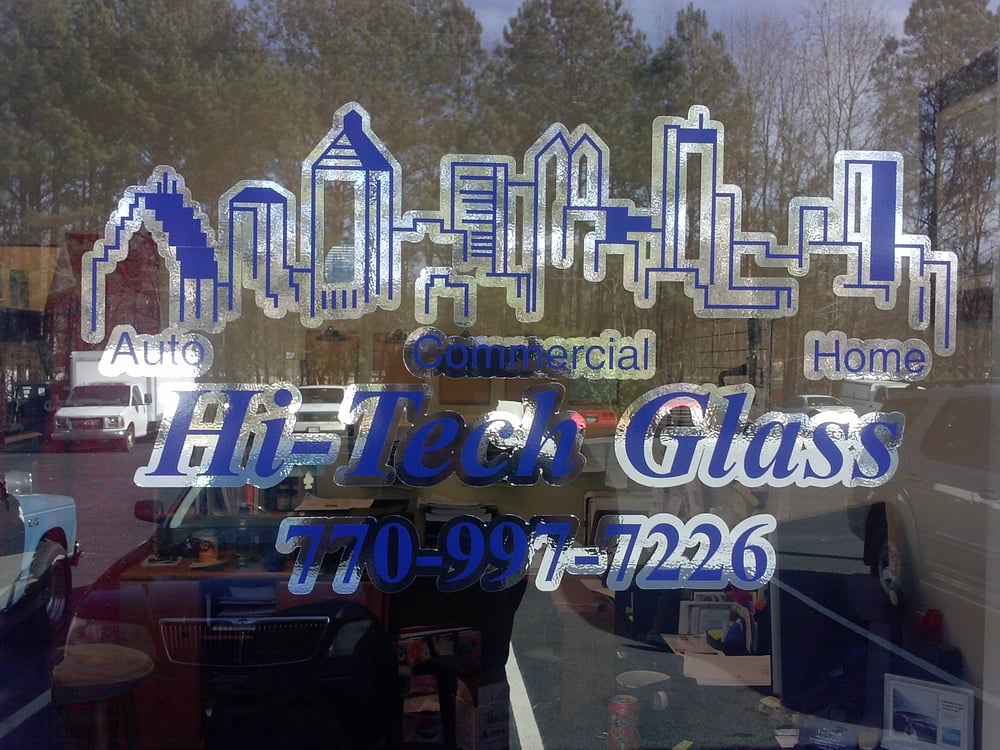 Auto Commercial Home
Hi-Tech Glass
770-997-7226